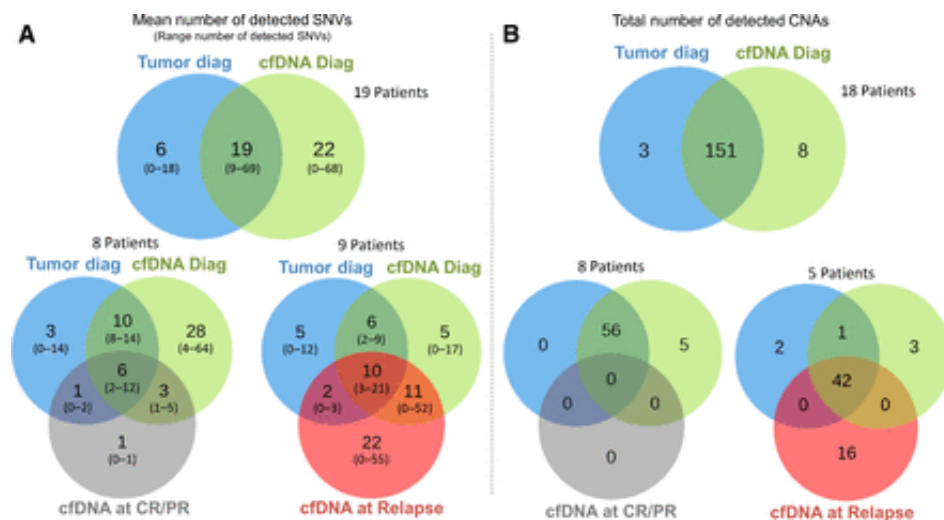 A
Mean number of detected SNVs
(Range number of detected SNVs)
Tumor diag
cfDNA Diag
19 Patients
6
(0–18)
19
(9–69)
22
(0–68)
8 Patients
Tumor diag
cfDNA Diag
3
(0–14)
10
(8–14)
28
(4–64)
6
(2–12)
1
(0–2)
3
(1–5)
1
(0–1)
cfDNA at CR/PR
9 Patients
Tumor diag
cfDNA Diag
5
(0–12)
6
(2–9)
5
(0–17)
10
(3–21)
2
(0–3)
11
(0–52)
22
(0–55)
cfDNA at Relapse
B
Total number of detected CNAs
Tumor diag
cfDNA Diag
18 Patients
3
151
8
8 Patients
0
56
5
0
0
0
0
cfDNA at CR/PR
5 Patients
2
1
3
42
0
0
16
cfDNA at Relapse